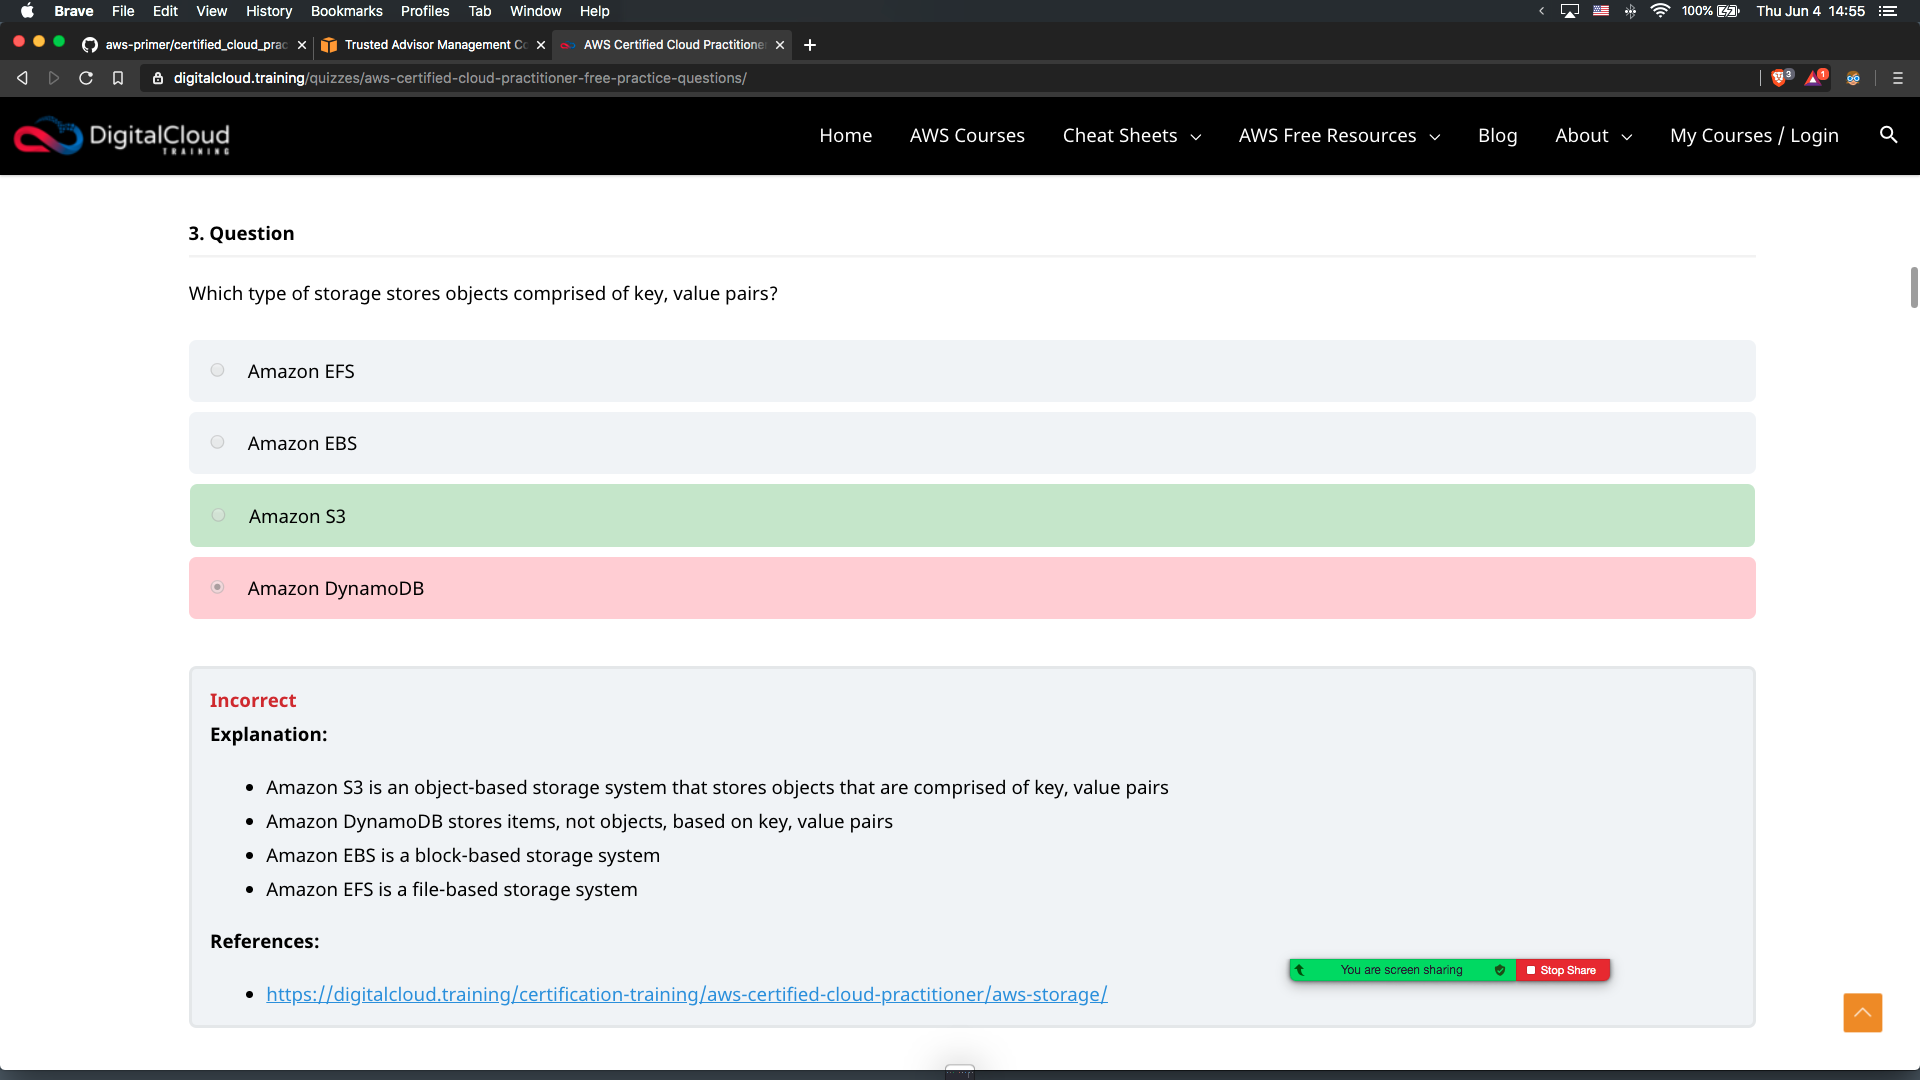 Brave File Edit View History Bookmarks Profiles Tab Window Help 100% Thu Jun 4 14:55
aws-primer/certified_cloud_prac Trusted Advisor Management Co AWS Certified Cloud Practitione
digitalcloud.training/quizzes/aws-certified-cloud-practitioner-free-practice-questions/ 3 1
DigitalCloud
TRAINING
Home AWS Courses Cheat Sheets AWS Free Resources Blog About My Courses / Login
3. Question
Which type of storage stores objects comprised of key, value pairs?
Amazon EFS
Amazon EBS
Amazon S3
Amazon DynamoDB
Incorrect
Explanation:
Amazon S3 is an object-based storage system that stores objects that are comprised of key, value pairs
Amazon DynamoDB stores items, not objects, based on key, value pairs
Amazon EBS is a block-based storage system
Amazon EFS is a file-based storage system
References:
You are screen sharing Stop Share
https://digitalcloud.training/certification-training/aws-certified-cloud-practitioner/aws-storage/